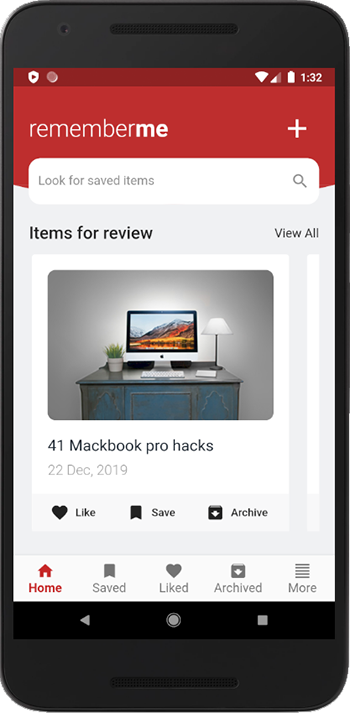 1:32
rememberme
Look for saved items
Items for review View All
41 Mackbook pro hacks
22 Dec, 2019
Like Save Archive
Home Saved Liked Archived More